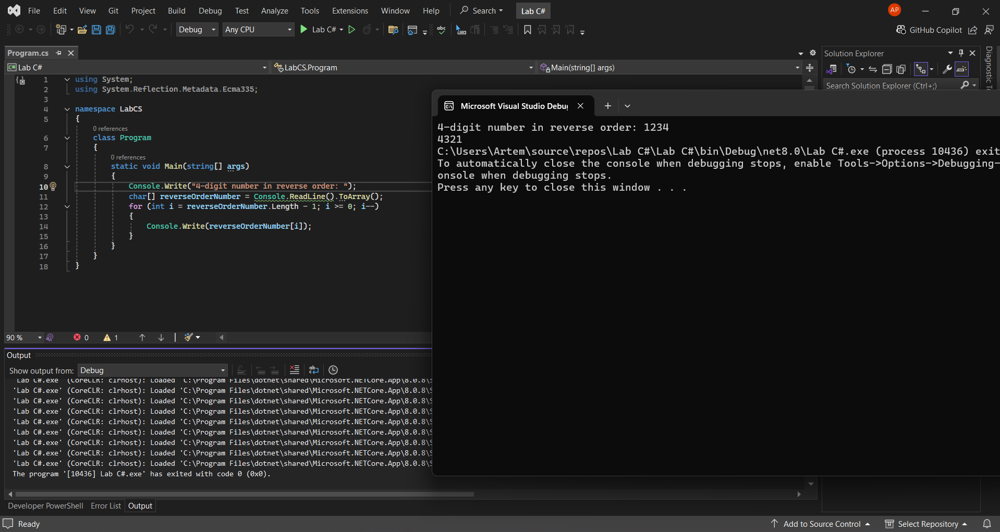 File Edit View Git Project Build Debug Test Analyze Tools Extensions Window Help Search Lab C# AP
Debug Any CPU Lab C# abc GitHub Copilot
Program.cs
Lab C# LabCS.Program Main(string[] args)
1 using System;
2 using System.Reflection.Metadata.Ecma335;
3
4 namespace LabCS
5 {
0 references
6 class Program
7 {
0 references
8 static void Main(string[] args)
9 {
10 Console.Write("4-digit number in reverse order: ");
11 char[] reverseOrderNumber = Console.ReadLine().ToArray();
12 for (int i = reverseOrderNumber.Length - 1; i >= 0; i--)
13 {
14 Console.Write(reverseOrderNumber[i]);
15 }
16 }
17 }
18 }
90 % 0 1
Solution Explorer
Search Solution Explorer (Ctrl+;)
Diagnostic
Microsoft Visual Studio Debu
4-digit number in reverse order: 1234
4321
C:\Users\Artem\source\repos\Lab C#\Lab C#\bin\Debug\net8.0\Lab C#.exe (process 10436) exit
To automatically close the console when debugging stops, enable Tools->Options->Debugging-
onsole when debugging stops.
Press any key to close this window . . .
Output
Show output from: Debug
'Lab C#.exe' (CoreCLR: clrhost): Loaded 'C:\Program Files\dotnet\shared\Microsoft.NETCore.App\8.0.8\S
'Lab C#.exe' (CoreCLR: clrhost): Loaded 'C:\Program Files\dotnet\shared\Microsoft.NETCore.App\8.0.8\S
'Lab C#.exe' (CoreCLR: clrhost): Loaded 'C:\Program Files\dotnet\shared\Microsoft.NETCore.App\8.0.8\S
'Lab C#.exe' (CoreCLR: clrhost): Loaded 'C:\Program Files\dotnet\shared\Microsoft.NETCore.App\8.0.8\S
'Lab C#.exe' (CoreCLR: clrhost): Loaded 'C:\Program Files\dotnet\shared\Microsoft.NETCore.App\8.0.8\S
'Lab C#.exe' (CoreCLR: clrhost): Loaded 'C:\Program Files\dotnet\shared\Microsoft.NETCore.App\8.0.8\S
'Lab C#.exe' (CoreCLR: clrhost): Loaded 'C:\Program Files\dotnet\shared\Microsoft.NETCore.App\8.0.8\S
'Lab C#.exe' (CoreCLR: clrhost): Loaded 'C:\Program Files\dotnet\shared\Microsoft.NETCore.App\8.0.8\S
'Lab C#.exe' (CoreCLR: clrhost): Loaded 'C:\Program Files\dotnet\shared\Microsoft.NETCore.App\8.0.8\S
The program '[10436] Lab C#.exe' has exited with code 0 (0x0).
Developer PowerShell Error List Output
Ready Add to Source Control Select Repository